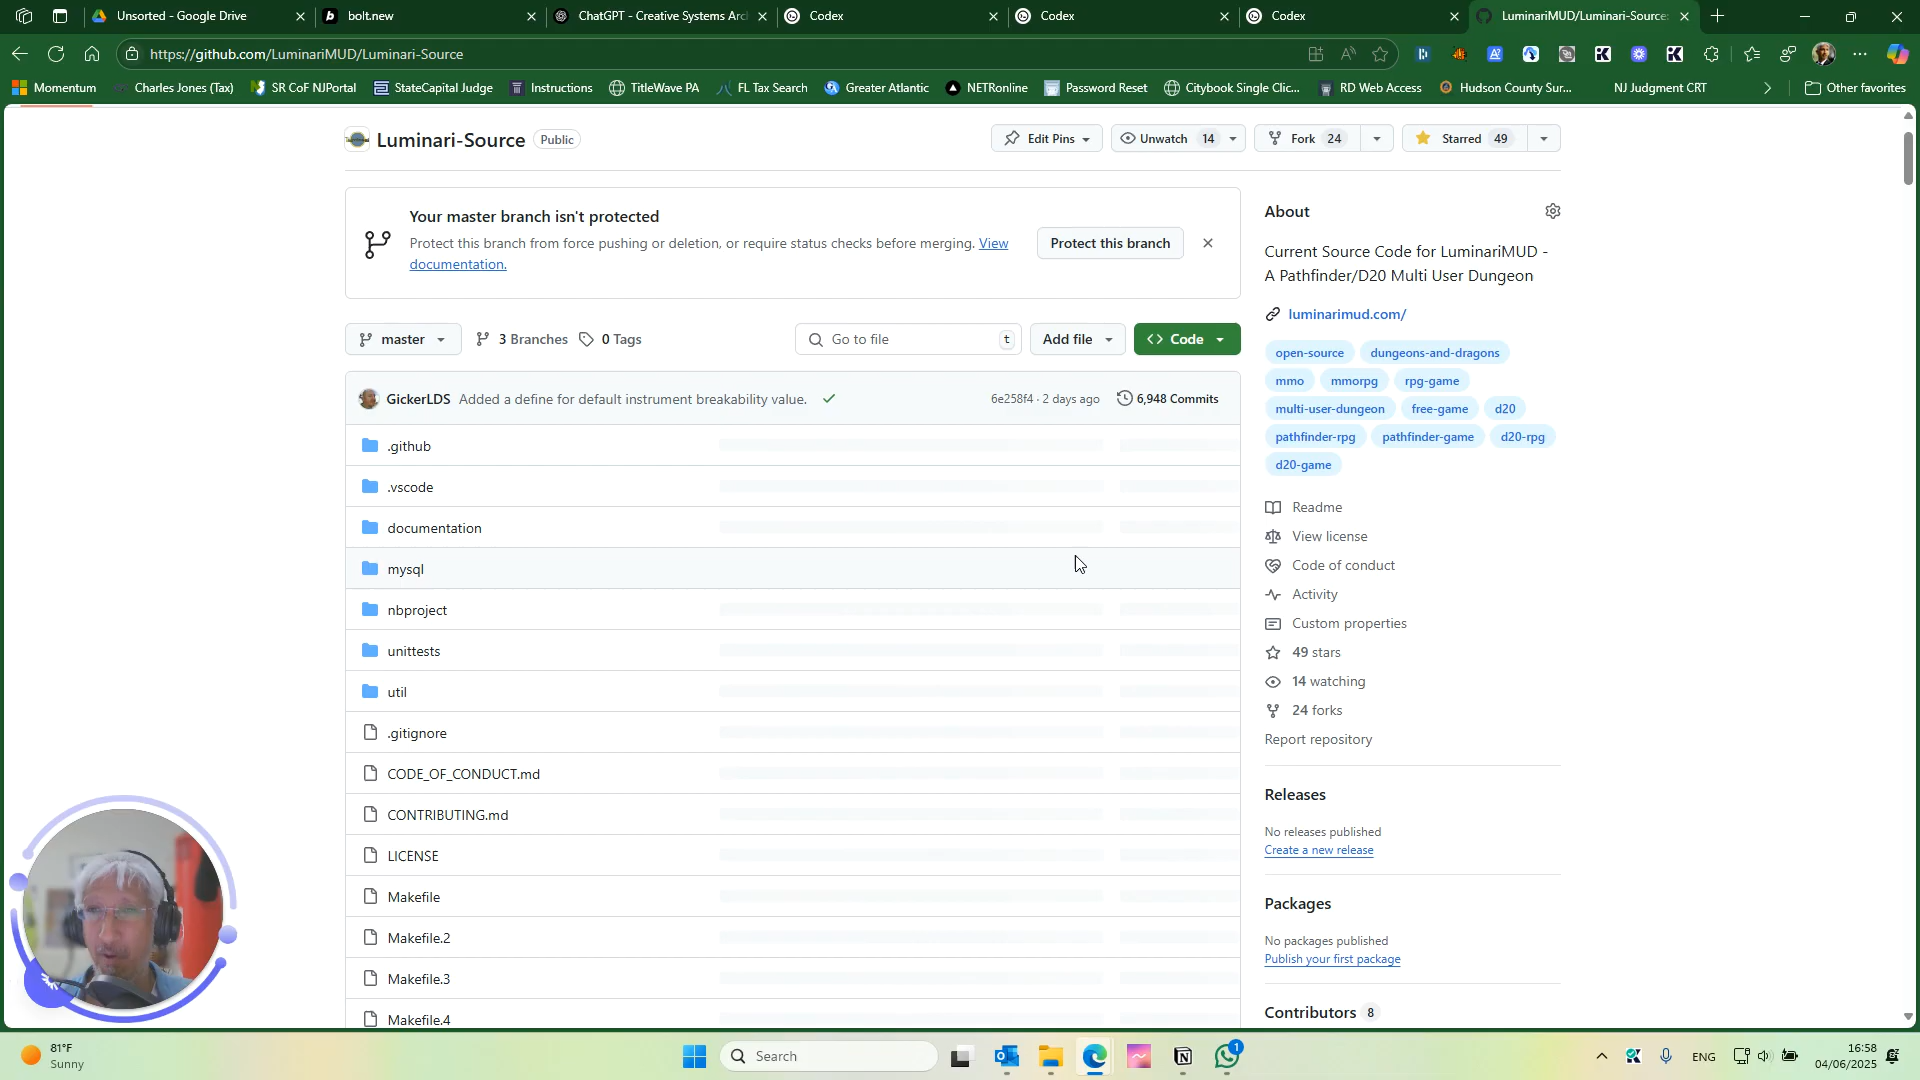 Unsorted - Google Drive
bolt.new
ChatGPT - Creative Systems Arc
Codex
Codex
Codex
LuminariMUD/Luminari-Source:
https://github.com/LuminariMUD/Luminari-Source
Momentum
Charles Jones (Tax)
SR CoF NJPortal
StateCapital Judge
Instructions
TitleWave PA
FL Tax Search
Greater Atlantic
NETRonline
Password Reset
Citybook Single Clic...
RD Web Access
Hudson County Sur...
NJ Judgment CRT
Other favorites
Luminari-Source Public
Edit Pins
Unwatch 14
Fork 24
Starred 49
Your master branch isn't protected
Protect this branch from force pushing or deletion, or require status checks before merging. View
documentation.
Protect this branch
master
3 Branches
0 Tags
Go to file t
Add file
Code
GickerLDS Added a define for default instrument breakability value.
6e258f4 · 2 days ago
6,948 Commits
.github
.vscode
documentation
mysql
nbproject
unittests
util
.gitignore
CODE_OF_CONDUCT.md
CONTRIBUTING.md
LICENSE
Makefile
Makefile.2
Makefile.3
Makefile.4
About
Current Source Code for LuminariMUD -
A Pathfinder/D20 Multi User Dungeon
luminarimud.com/
open-source dungeons-and-dragons
mmo mmorpg rpg-game
multi-user-dungeon free-game d20
pathfinder-rpg pathfinder-game d20-rpg
d20-game
Readme
View license
Code of conduct
Activity
Custom properties
49 stars
14 watching
24 forks
Report repository
Releases
No releases published
Create a new release
Packages
No packages published
Publish your first package
Contributors 8
81°F
Sunny
Search
1
ENG
16:58
04/06/2025